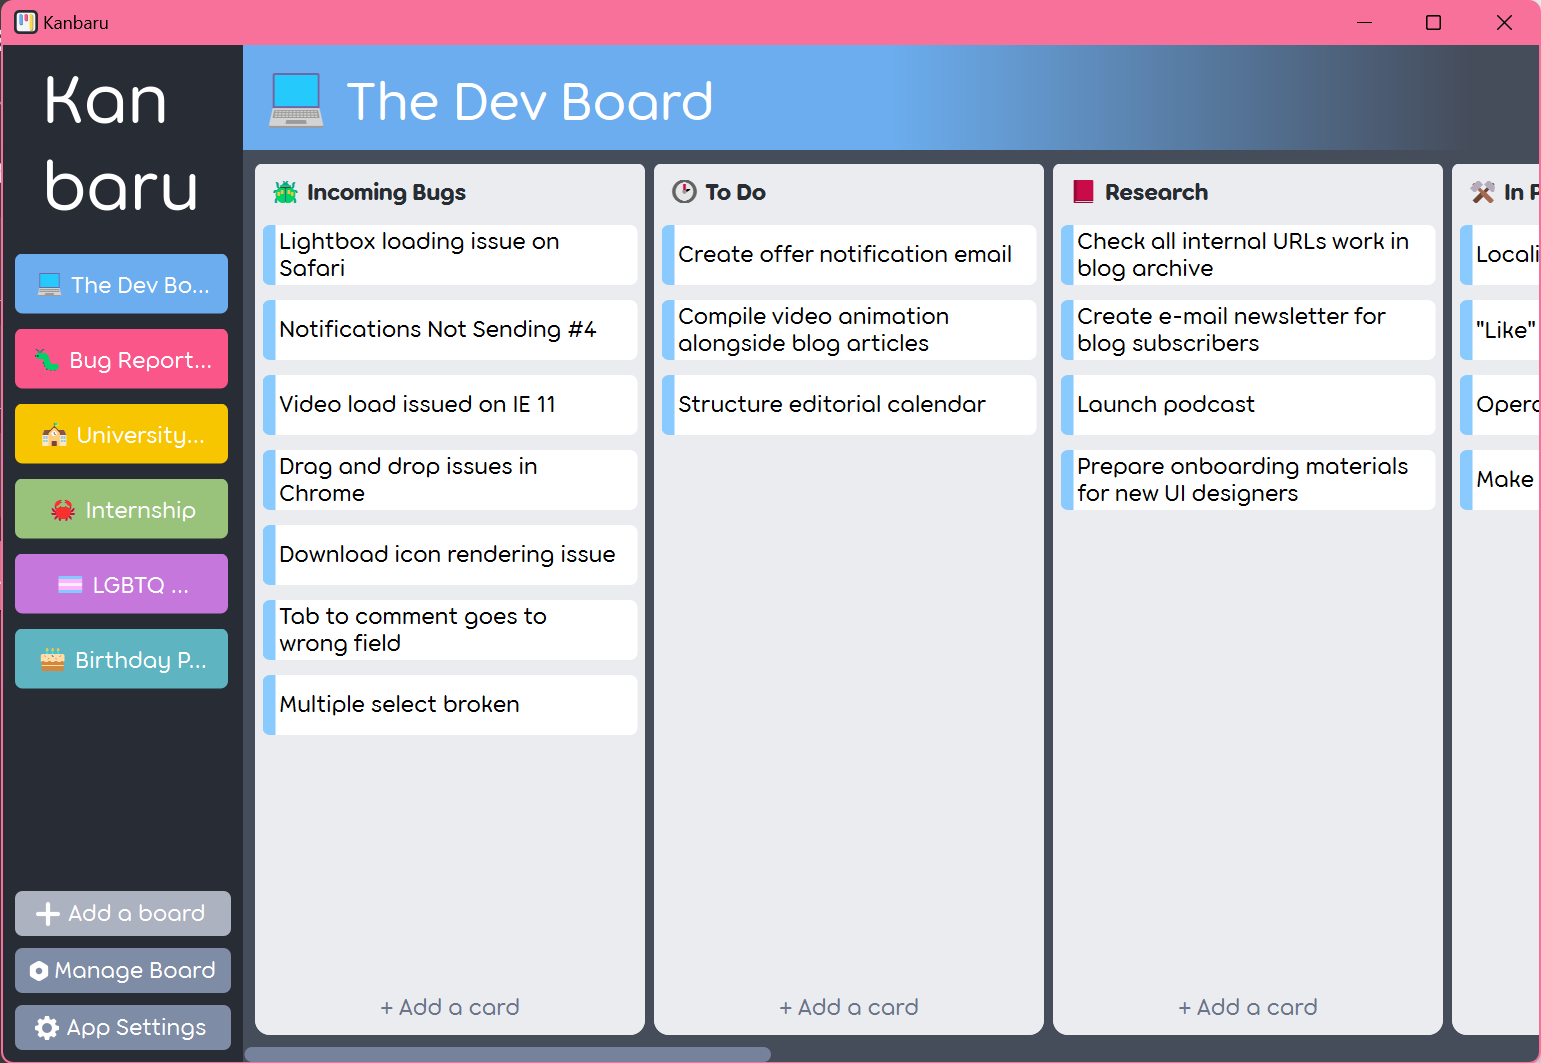 Kanbaru
Kan
baru
The Dev Bo...
Bug Report...
University...
Internship
LGBTQ ...
Birthday P...
Add a board
Manage Board
App Settings
The Dev Board
Incoming Bugs
Lightbox loading issue on
Safari
Notifications Not Sending #4
Video load issued on IE 11
Drag and drop issues in
Chrome
Download icon rendering issue
Tab to comment goes to
wrong field
Multiple select broken
+ Add a card
To Do
Create offer notification email
Compile video animation
alongside blog articles
Structure editorial calendar
+ Add a card
Research
Check all internal URLs work in
blog archive
Create e-mail newsletter for
blog subscribers
Launch podcast
Prepare onboarding materials
for new UI designers
+ Add a card
In
"Like"
Make